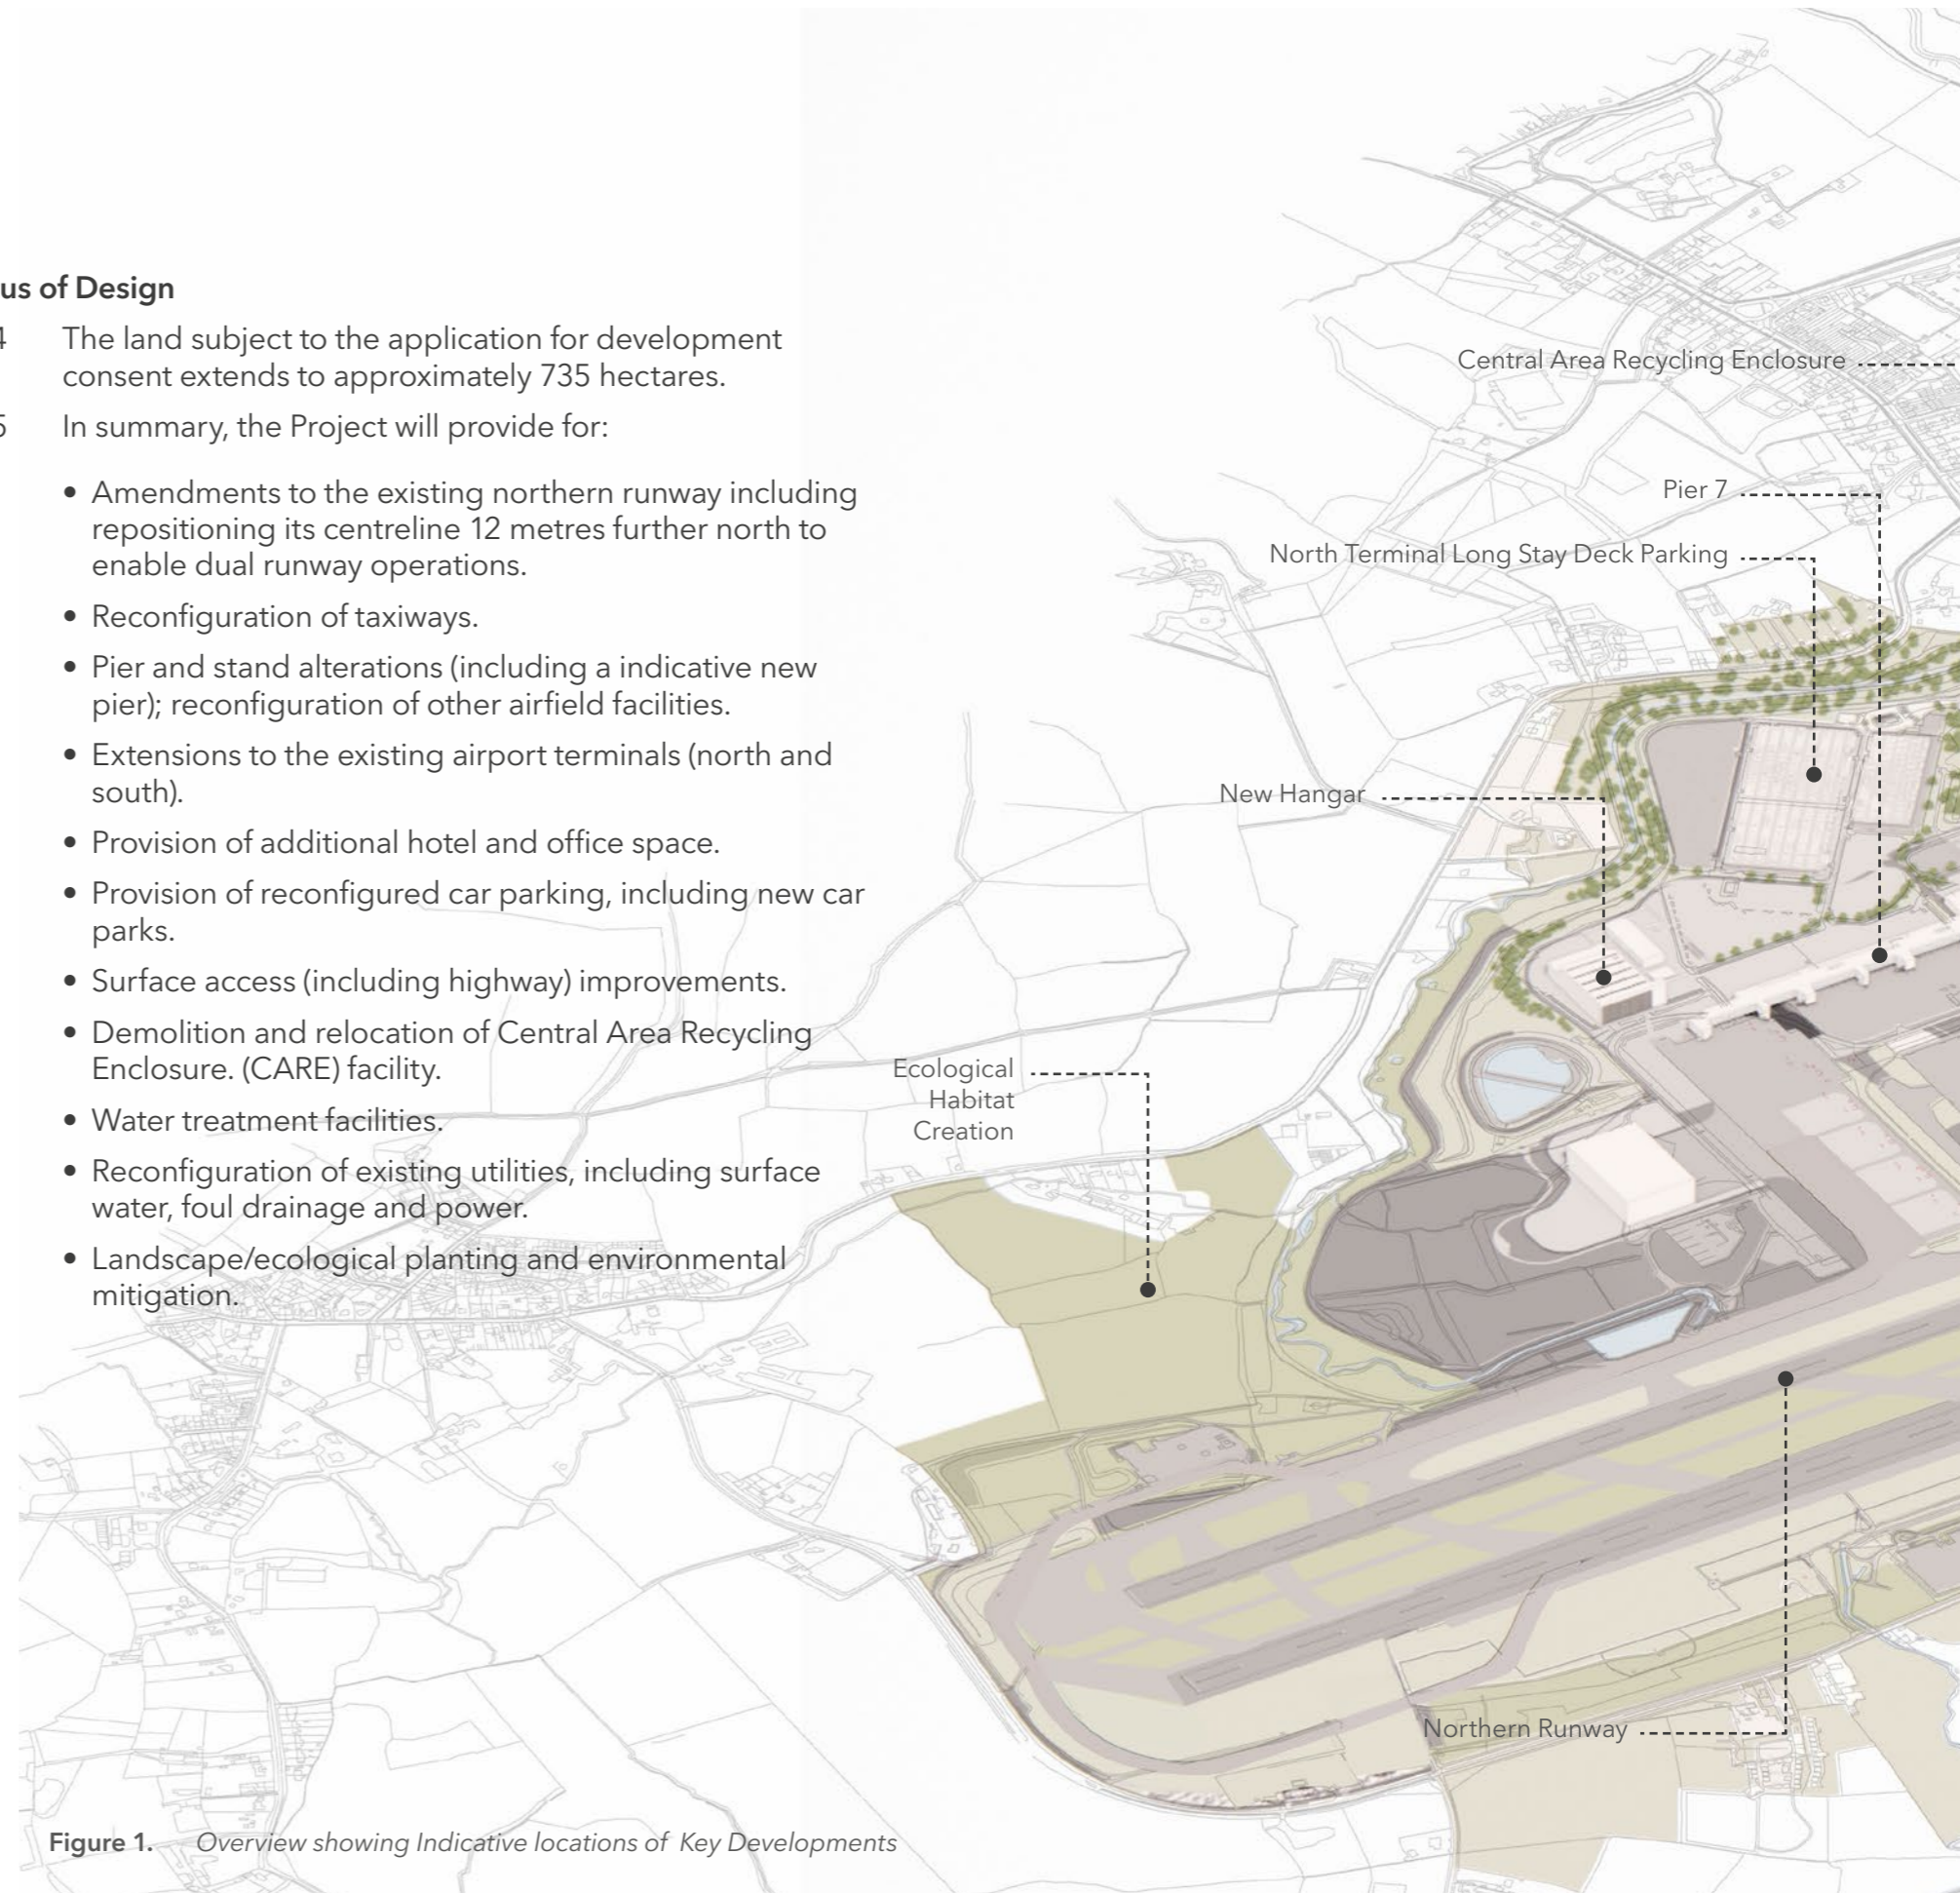 us of Design
4 The land subject to the application for development
consent extends to approximately 735 hectares.
5 In summary, the Project will provide for:
• Amendments to the existing northern runway including
repositioning its centreline 12 metres further north to
enable dual runway operations.
• Reconfiguration of taxiways.
• Pier and stand alterations (including a indicative new
pier); reconfiguration of other airfield facilities.
• Extensions to the existing airport terminals (north and
south).
• Provision of additional hotel and office space.
• Provision of reconfigured car parking, including new car
parks.
• Surface access (including highway) improvements.
• Demolition and relocation of Central Area Recycling
Enclosure. (CARE) facility.
• Water treatment facilities.
• Reconfiguration of existing utilities, including surface
water, foul drainage and power.
• Landscape/ecological planting and environmental
mitigation.
Central Area Recycling Enclosure
Pier 7
North Terminal Long Stay Deck Parking
New Hangar
Ecological
Habitat
Creation
Northern Runway
Figure 1. Overview showing Indicative locations of Key Developments